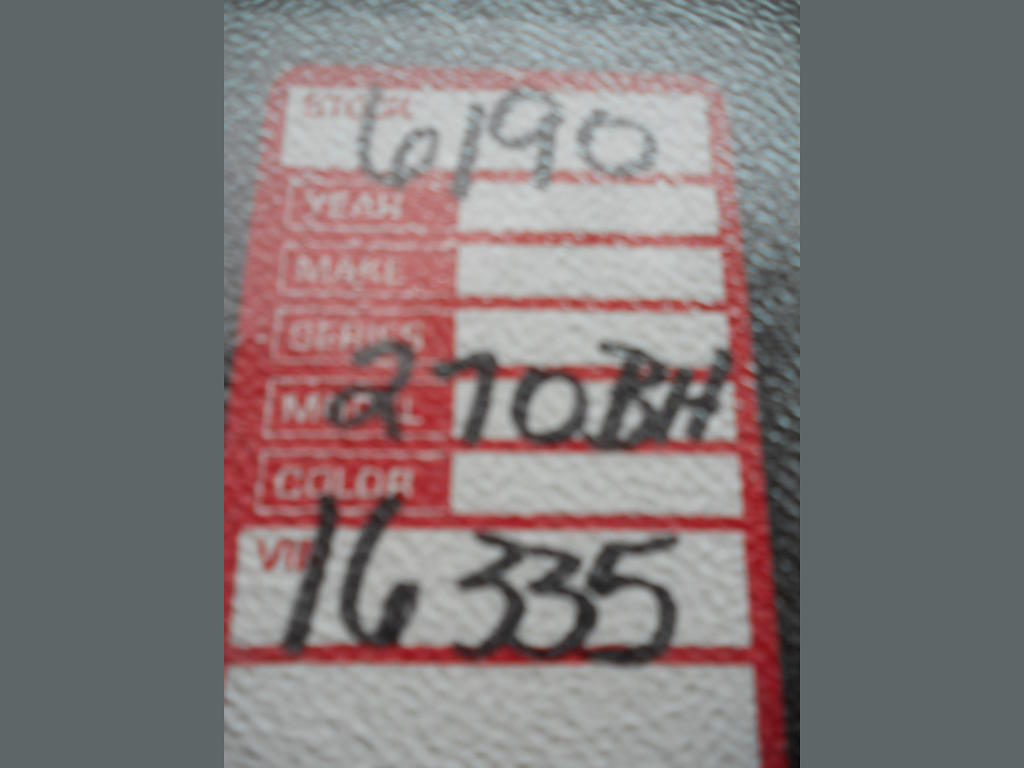 STOCK 6190
YEAR
MAKE
SERIES
MODEL 270BH
COLOR
VIN 16335